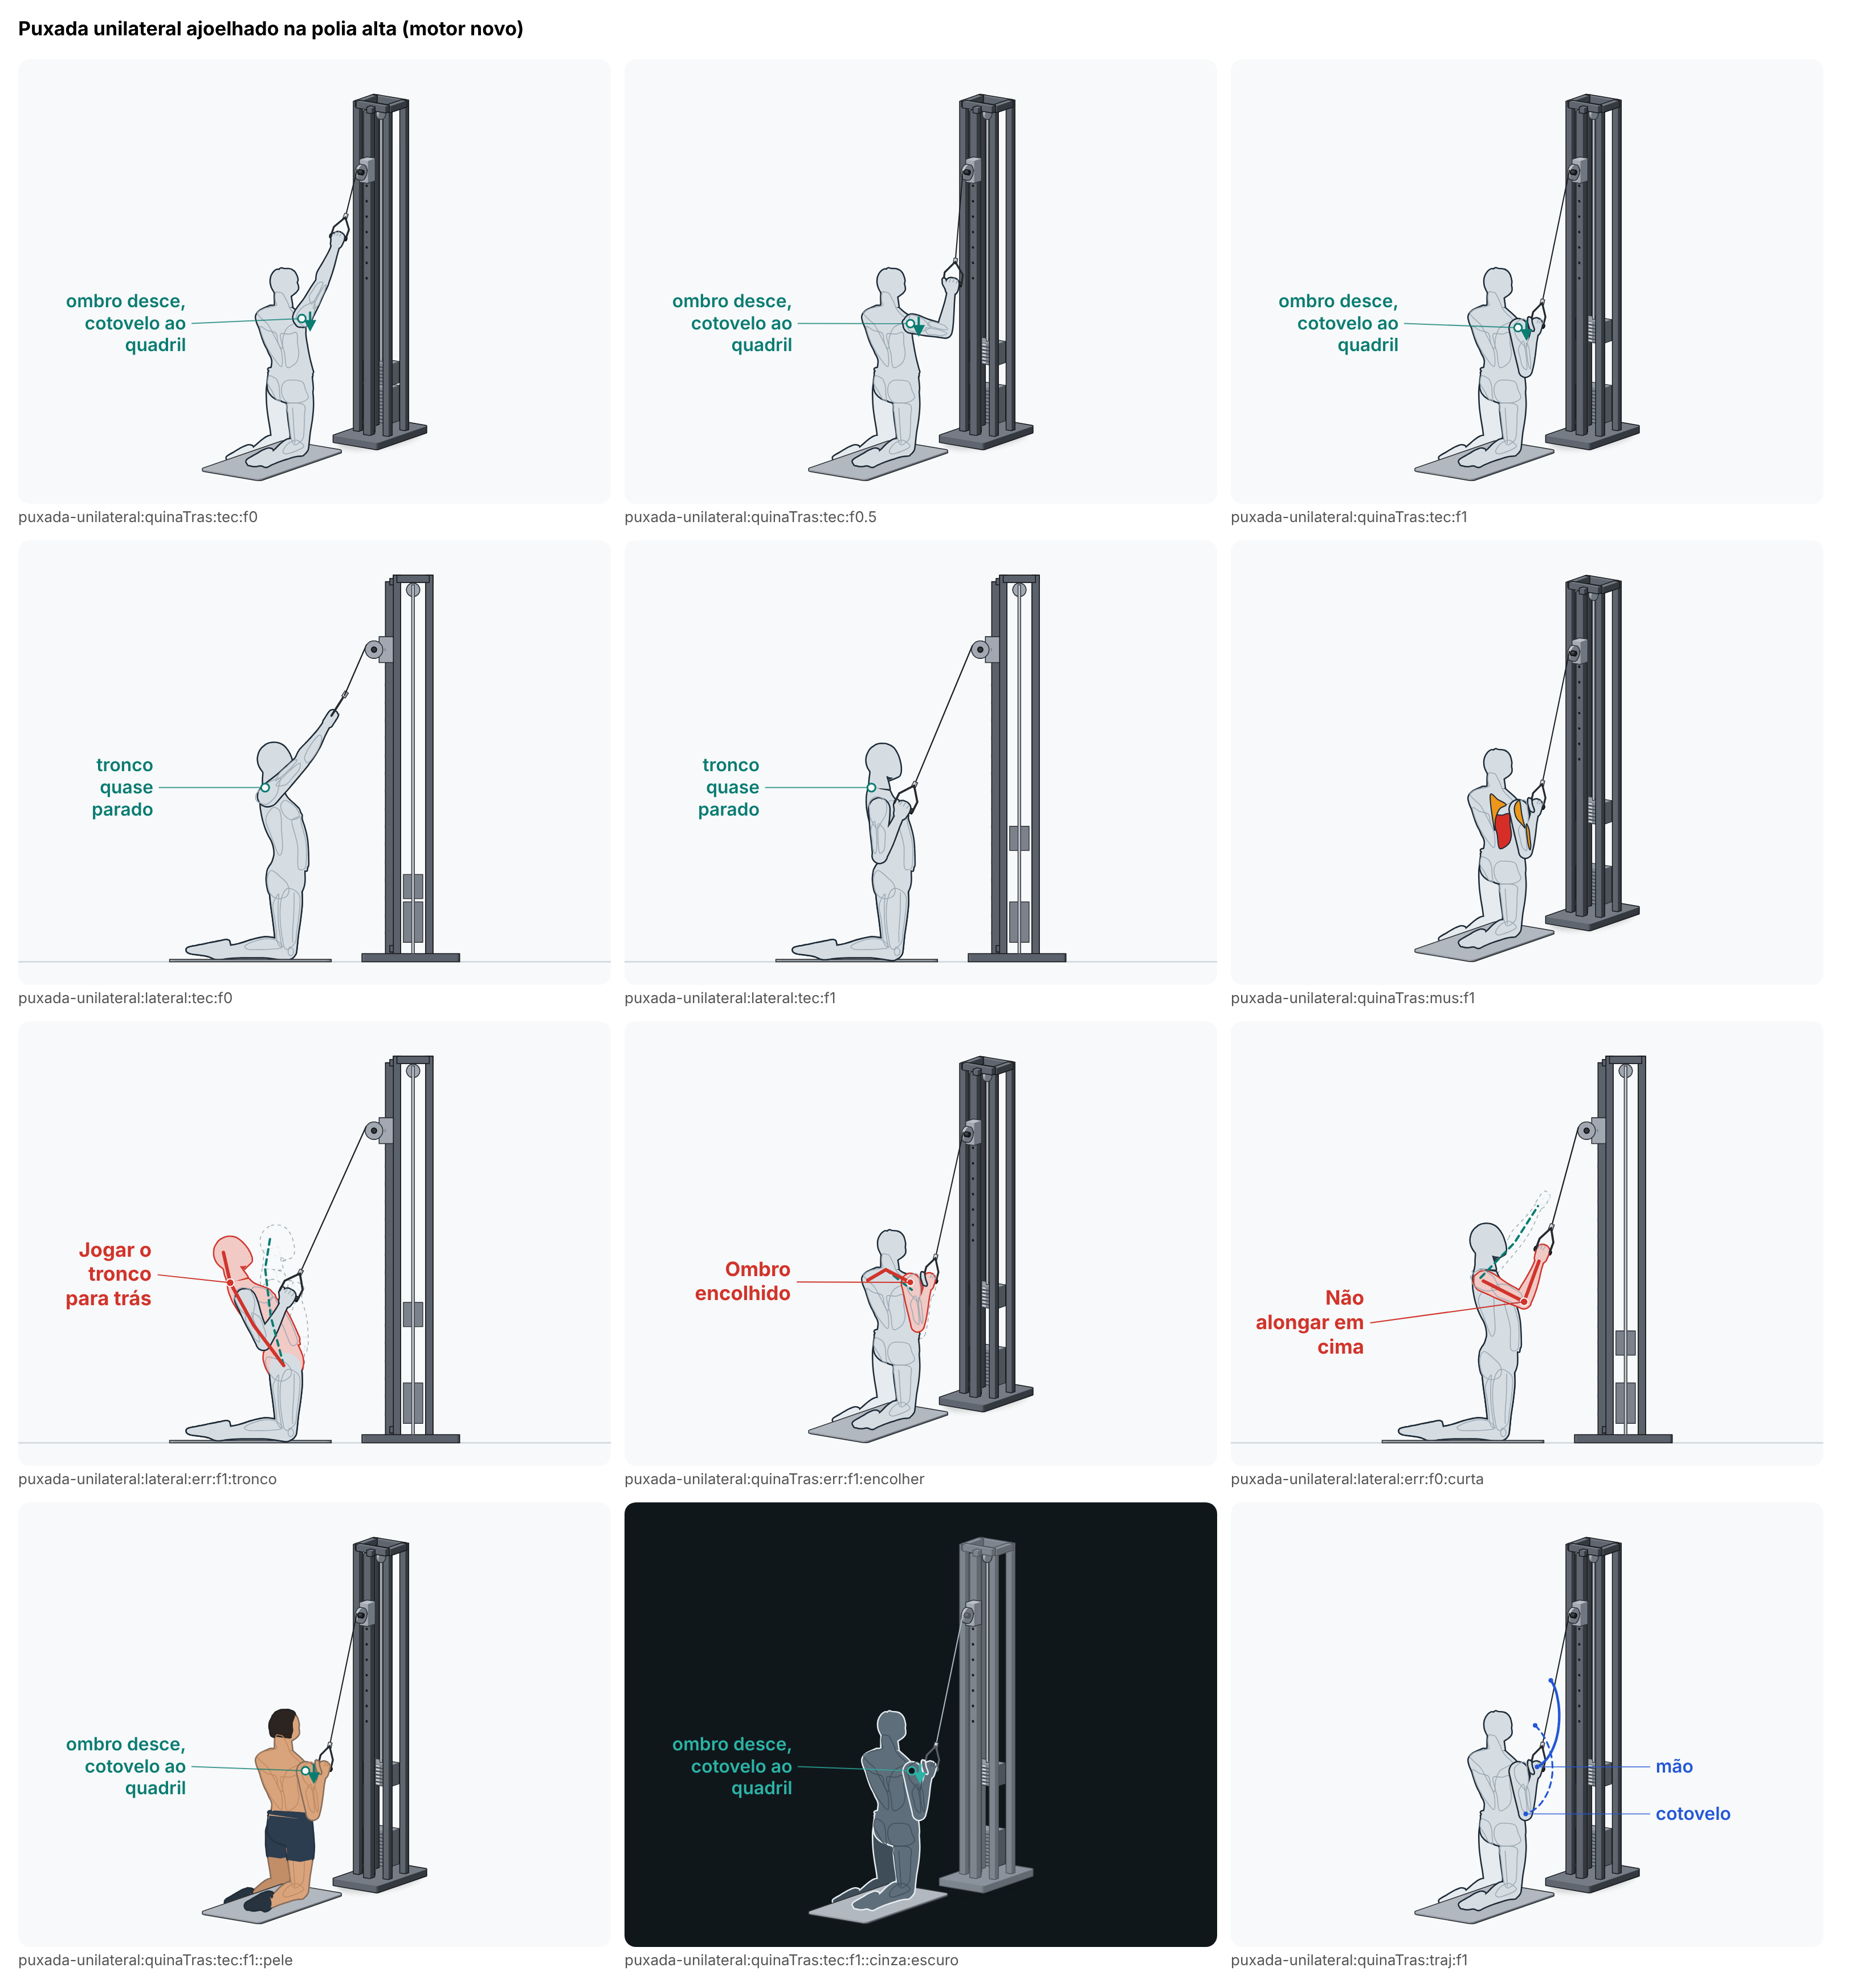 Puxada unilateral ajoelhado na polia alta (motor novo)
ombro desce,
cotovelo ao
quadril
puxada-unilateral:quinaTras:tec:f0
ombro desce,
cotovelo ao
quadril
puxada-unilateral:quinaTras:tec:f0.5
ombro desce,
cotovelo ao
quadril
puxada-unilateral:quinaTras:tec:f1
tronco
quase
parado
puxada-unilateral:lateral:tec:f0
tronco
quase
parado
puxada-unilateral:lateral:tec:f1
puxada-unilateral:quinaTras:mus:f1
Jogar o
tronco
para trás
puxada-unilateral:lateral:err:f1:tronco
Ombro
encolhido
puxada-unilateral:quinaTras:err:f1:encolher
Não
alongar em
cima
puxada-unilateral:lateral:err:f0:curta
ombro desce,
cotovelo ao
quadril
puxada-unilateral:quinaTras:tec:f1::pele
ombro desce,
cotovelo ao
quadril
puxada-unilateral:quinaTras:tec:f1::cinza:escuro
mão
cotovelo
puxada-unilateral:quinaTras:traj:f1